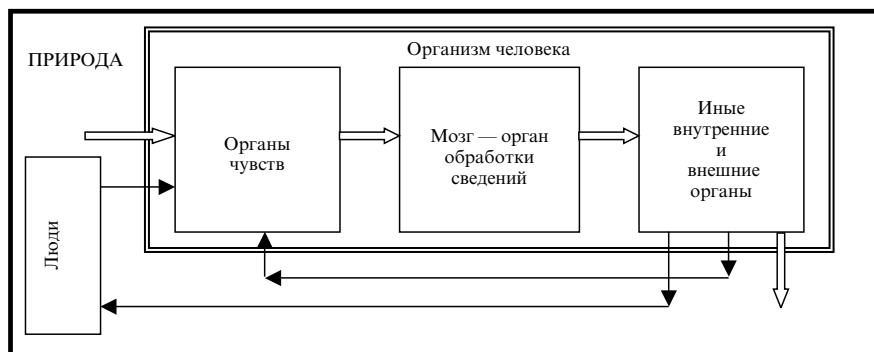 Организм человека
ПРИРОДА
Органы
чувств
Мозг — орган
обработки
сведений
Иные
внутренние
и
внешние
органы
Люди